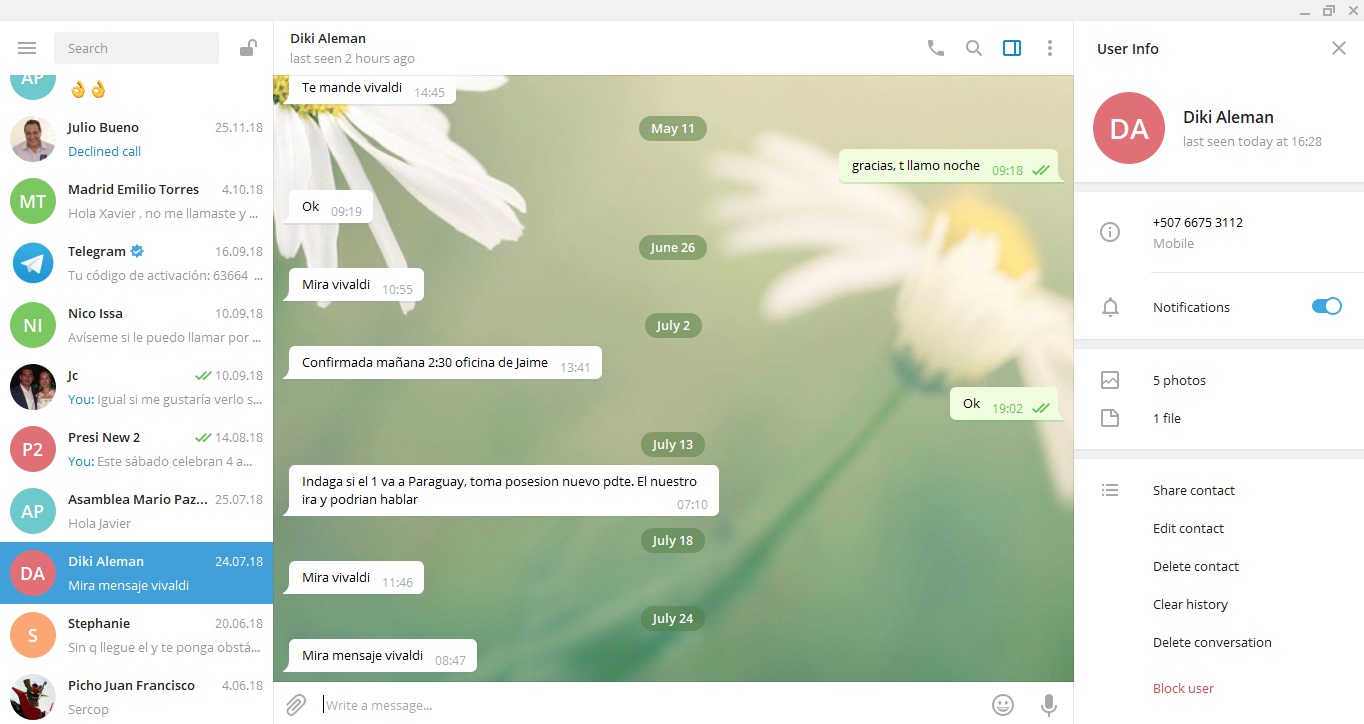 Search
AP
👌👌
Julio Bueno 25.11.18
Declined call
MT
Madrid Emilio Torres 4.10.18
Hola Xavier , no me llamaste y ...
Telegram 16.09.18
Tu código de activación: 63664 ...
NI
Nico Issa 10.09.18
Avíseme si le puedo llamar por ...
Jc 10.09.18
You: Igual si me gustaría verlo s...
P2
Presi New 2 14.08.18
You: Este sábado celebran 4 a...
AP
Asamblea Mario Paz... 25.07.18
Hola Javier
DA
Diki Aleman 24.07.18
Mira mensaje vivaldi
S
Stephanie 20.06.18
Sin q llegue el y te ponga obstá...
Picho Juan Francisco 4.06.18
Sercop
Diki Aleman
last seen 2 hours ago
Te mande vivaldi 14:45
May 11
gracias, t llamo noche 09:18
Ok 09:19
June 26
Mira vivaldi 10:55
July 2
Confirmada mañana 2:30 oficina de Jaime 13:41
Ok 19:02
July 13
Indaga si el 1 va a Paraguay, toma posesion nuevo pdte. El nuestro
ira y podrian hablar 07:10
July 18
Mira vivaldi 11:46
July 24
Mira mensaje vivaldi 08:47
Write a message...
User Info
DA
Diki Aleman
last seen today at 16:28
+507 6675 3112
Mobile
Notifications
5 photos
1 file
Share contact
Edit contact
Delete contact
Clear history
Delete conversation
Block user